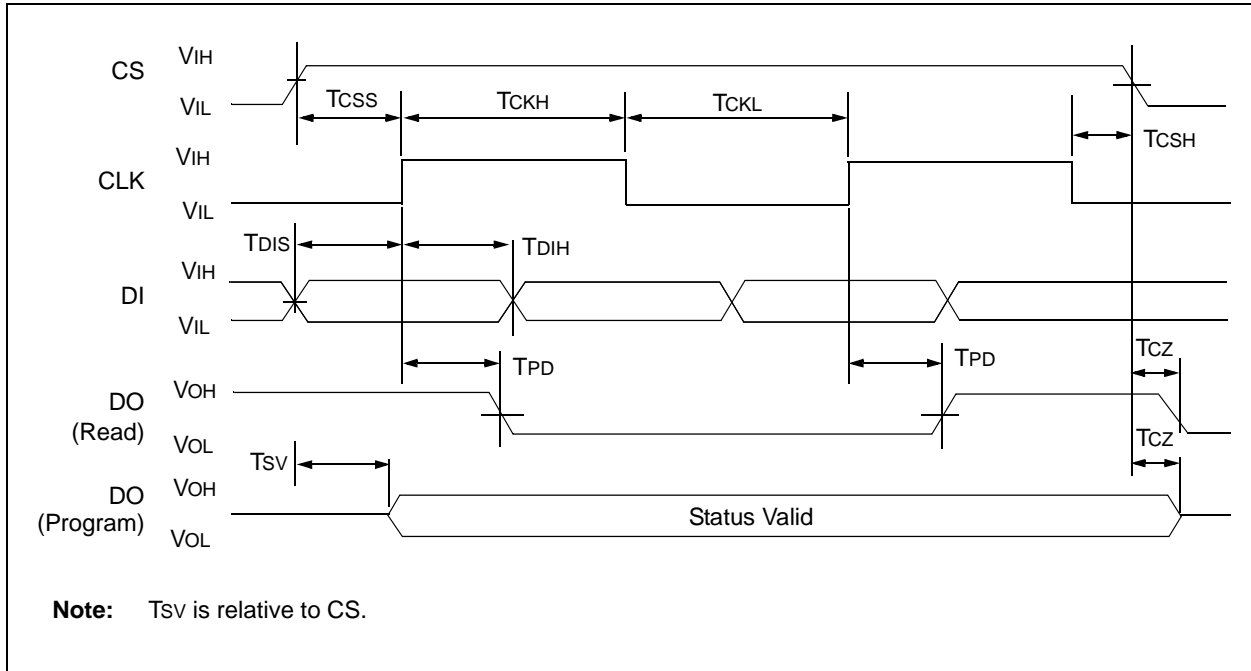 CS
VIH
VIL
TCSS
TCKH
TCKL
TCSH
CLK
VIH
VIL
TDIS
TDIH
DI
VIH
VIL
TPD
TPD
TCZ
DO
(Read)
VOH
VOL
TCZ
TSV
DO
(Program)
VOH
VOL
Status Valid
Note: TSV is relative to CS.